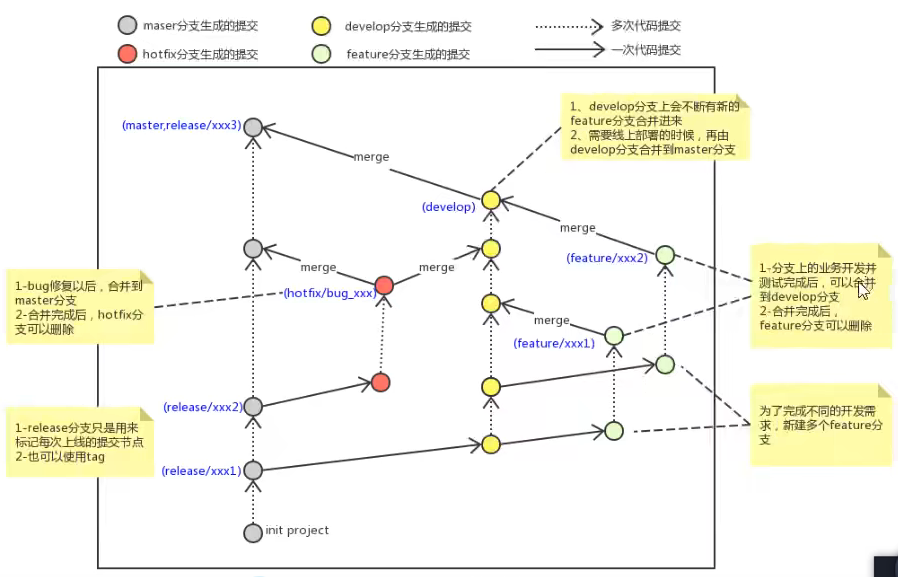 maser分支生成的提交
develop分支生成的提交
多次代码提交
hotfix分支生成的提交
feature分支生成的提交
一次代码提交
1、develop分支上会不断有新的
feature分支合并进来
2、需要线上部署的时候，再由
develop分支合并到master分支
(master,release/xxx3)
merge
(develop)
merge
(feature/xxx2)
1-分支上的业务开发并
测试完成后，可以合并
到develop分支
2-合并完成后，
feature分支可以删除
merge
merge
1-bug修复以后，合并到
master分支
2-合并完成后，hotfix分
支可以删除
(hotfix/bug_xxx)
merge
(feature/xxx1)
(release/xxx2)
为了完成不同的开发需
求，新建多个feature分
支
1-release分支只是用来
标记每次上线的提交节点
2-也可以使用tag
(release/xxx1)
init project